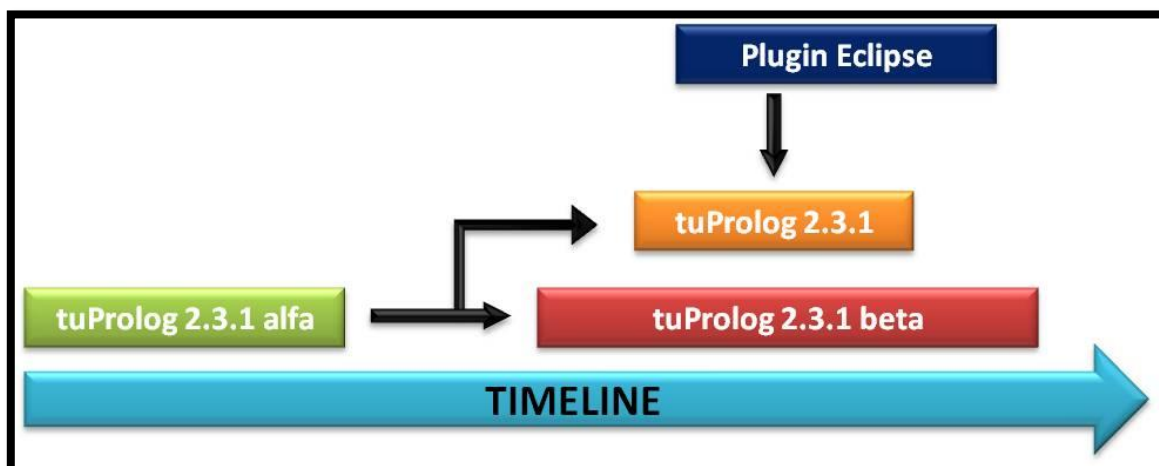 Plugin Eclipse
tuProlog 2.3.1
tuProlog 2.3.1 alfa
tuProlog 2.3.1 beta
TIMELINE